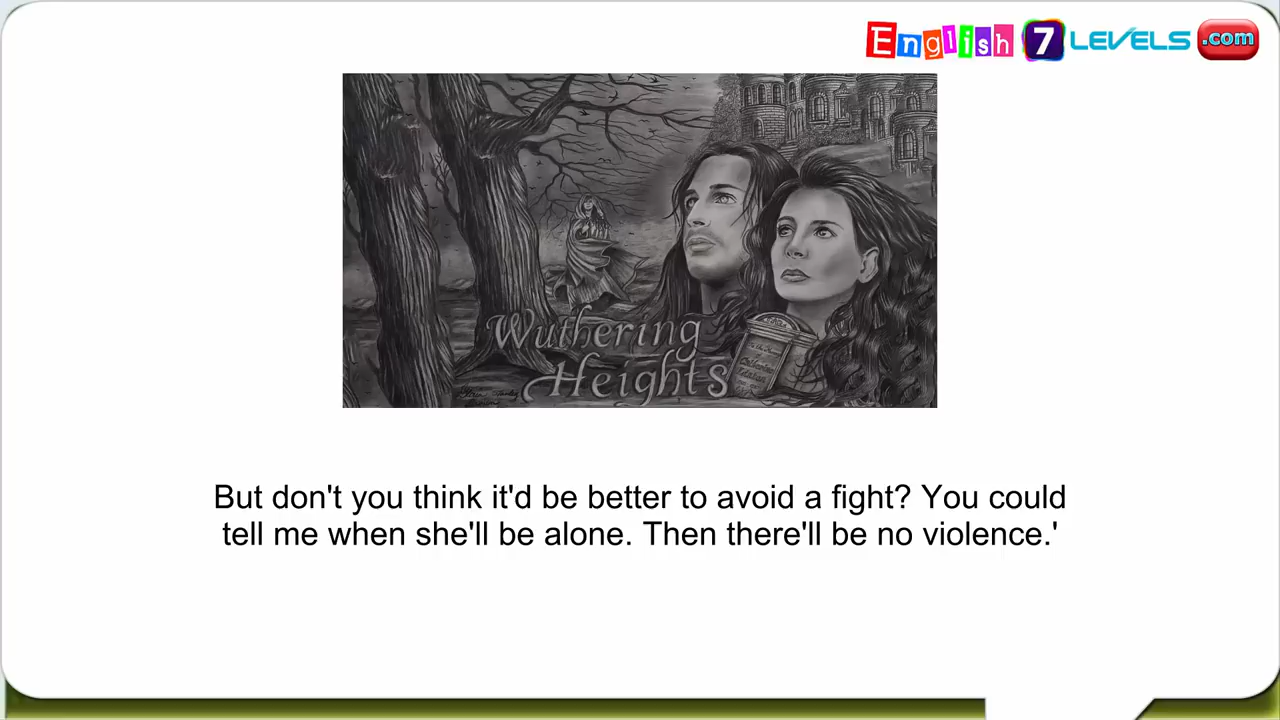 English 7 LEVELS .com
Wuthering
Heights
But don't you think it'd be better to avoid a fight? You could
tell me when she'll be alone. Then there'll be no violence.'